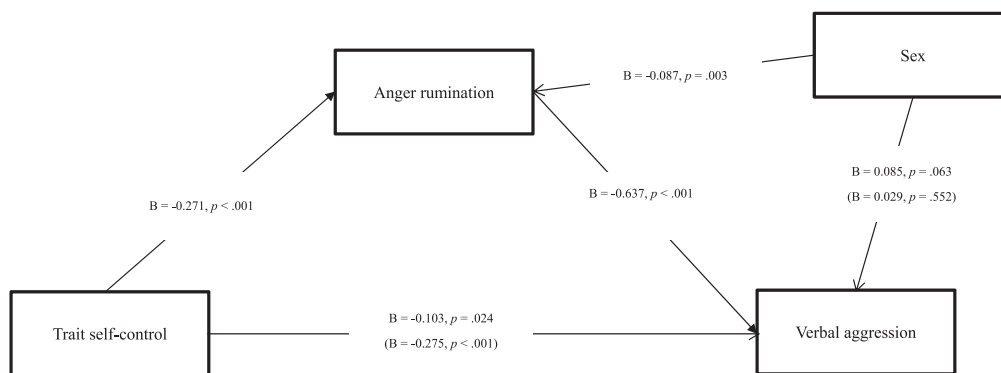 Sex
Anger rumination
B = -0.087, p = .003
B = 0.085, p = .063
(B = 0.029, p = .552)
B = -0.271, p < .001
B = -0.637, p < .001
B = -0.103, p = .024
(B = -0.275, p < .001)
Trait self-control
Verbal aggression